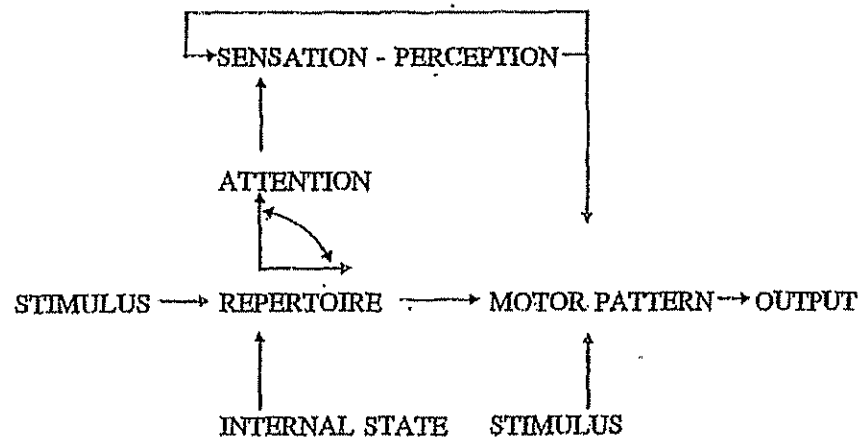 SENSATION - PERCEPTION
ATTENTION
STIMULUS REPERTOIRE MOTOR PATTERN OUTPUT
INTERNAL STATE STIMULUS